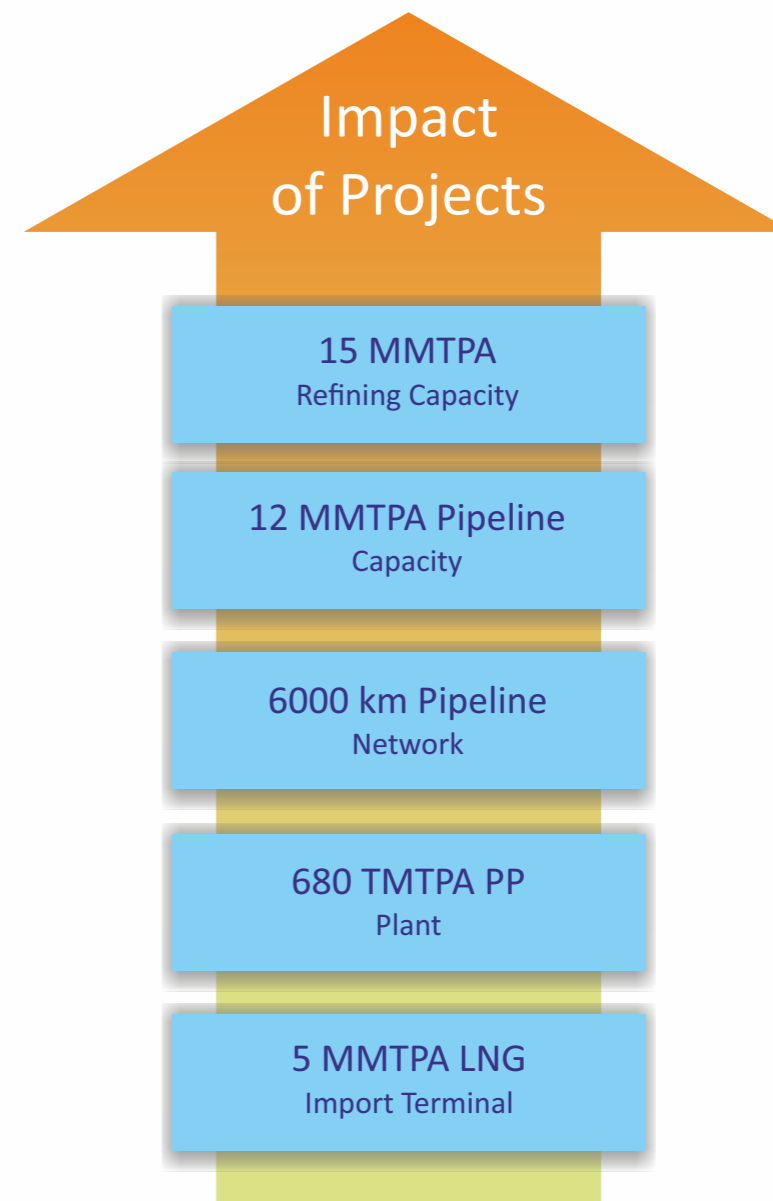 Impact
of Projects
15 MMTPA
Refining Capacity
12 MMTPA Pipeline
Capacity
6000 km Pipeline
Network
680 TMTPA PP
Plant
5 MMTPA LNG
Import Terminal